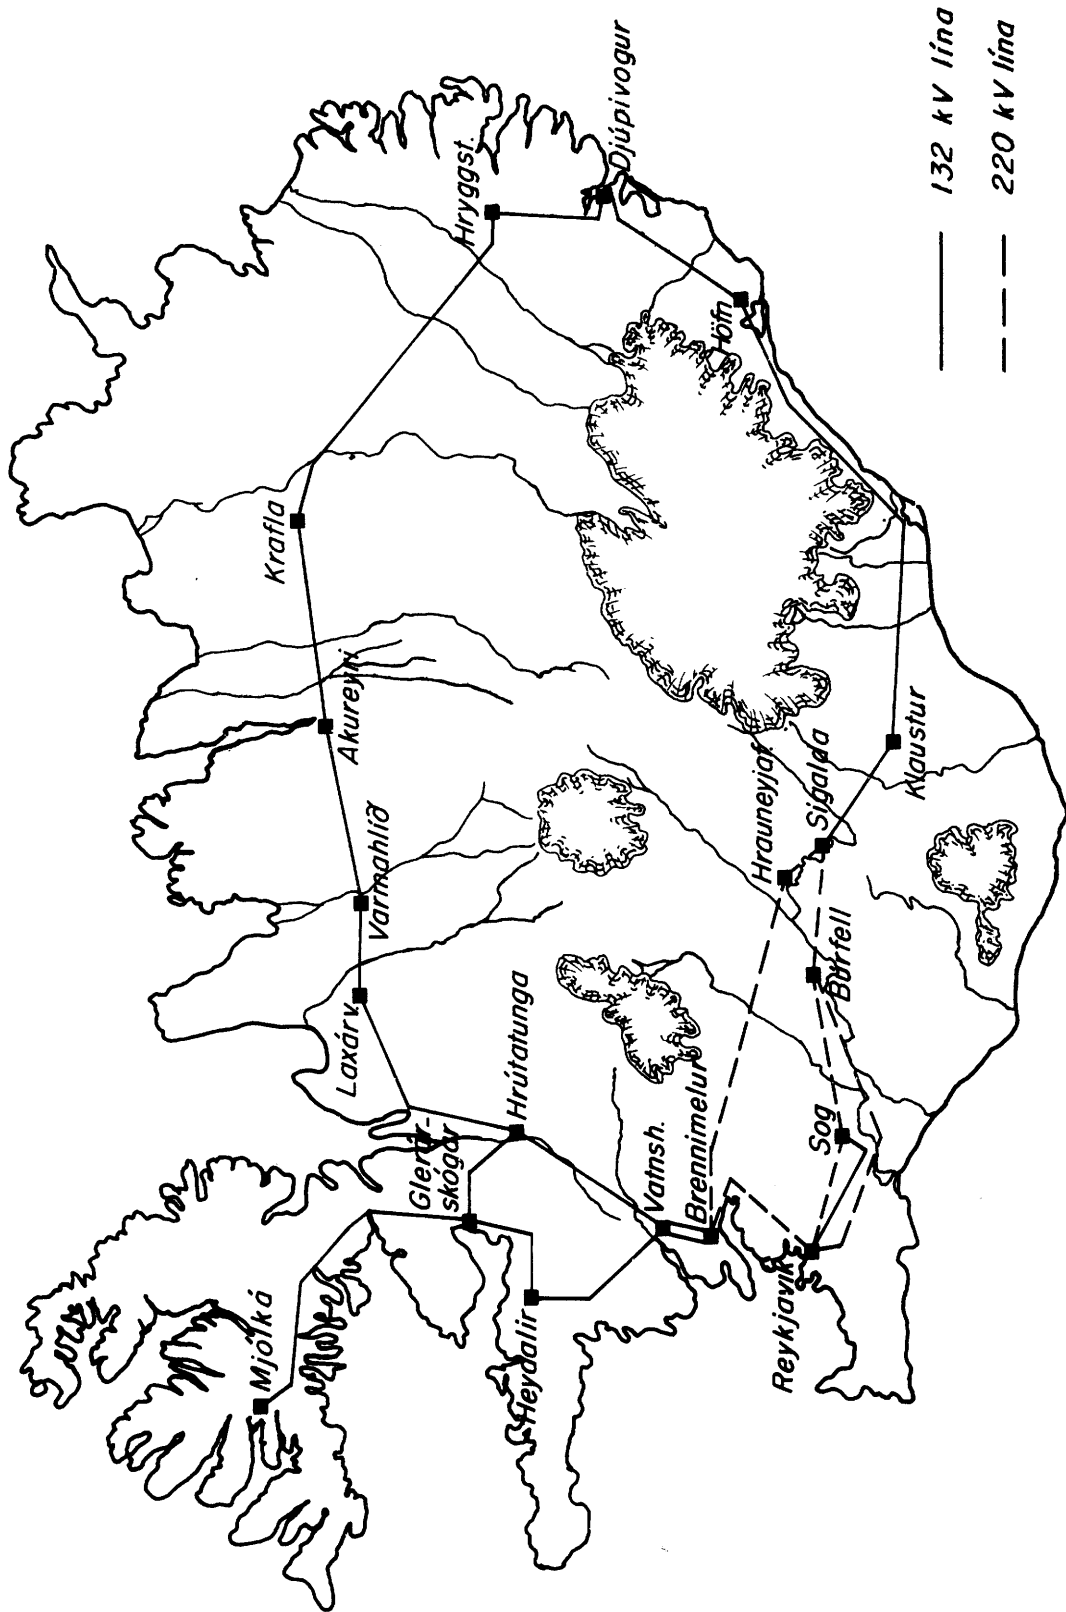 Mjólká
Glerár-
skógar
Heydalir
Hrútatunga
Laxárv.
Varmahlíð
Akureyri
Krafla
Hryggst.
Djúpivogur
Höfn
Vatnsh.
Brennimelur
Reykjavík
Sog
Búrfell
Hrauneyjaf.
Sigalda
Klaustur
132 kV lína
220 kV lína